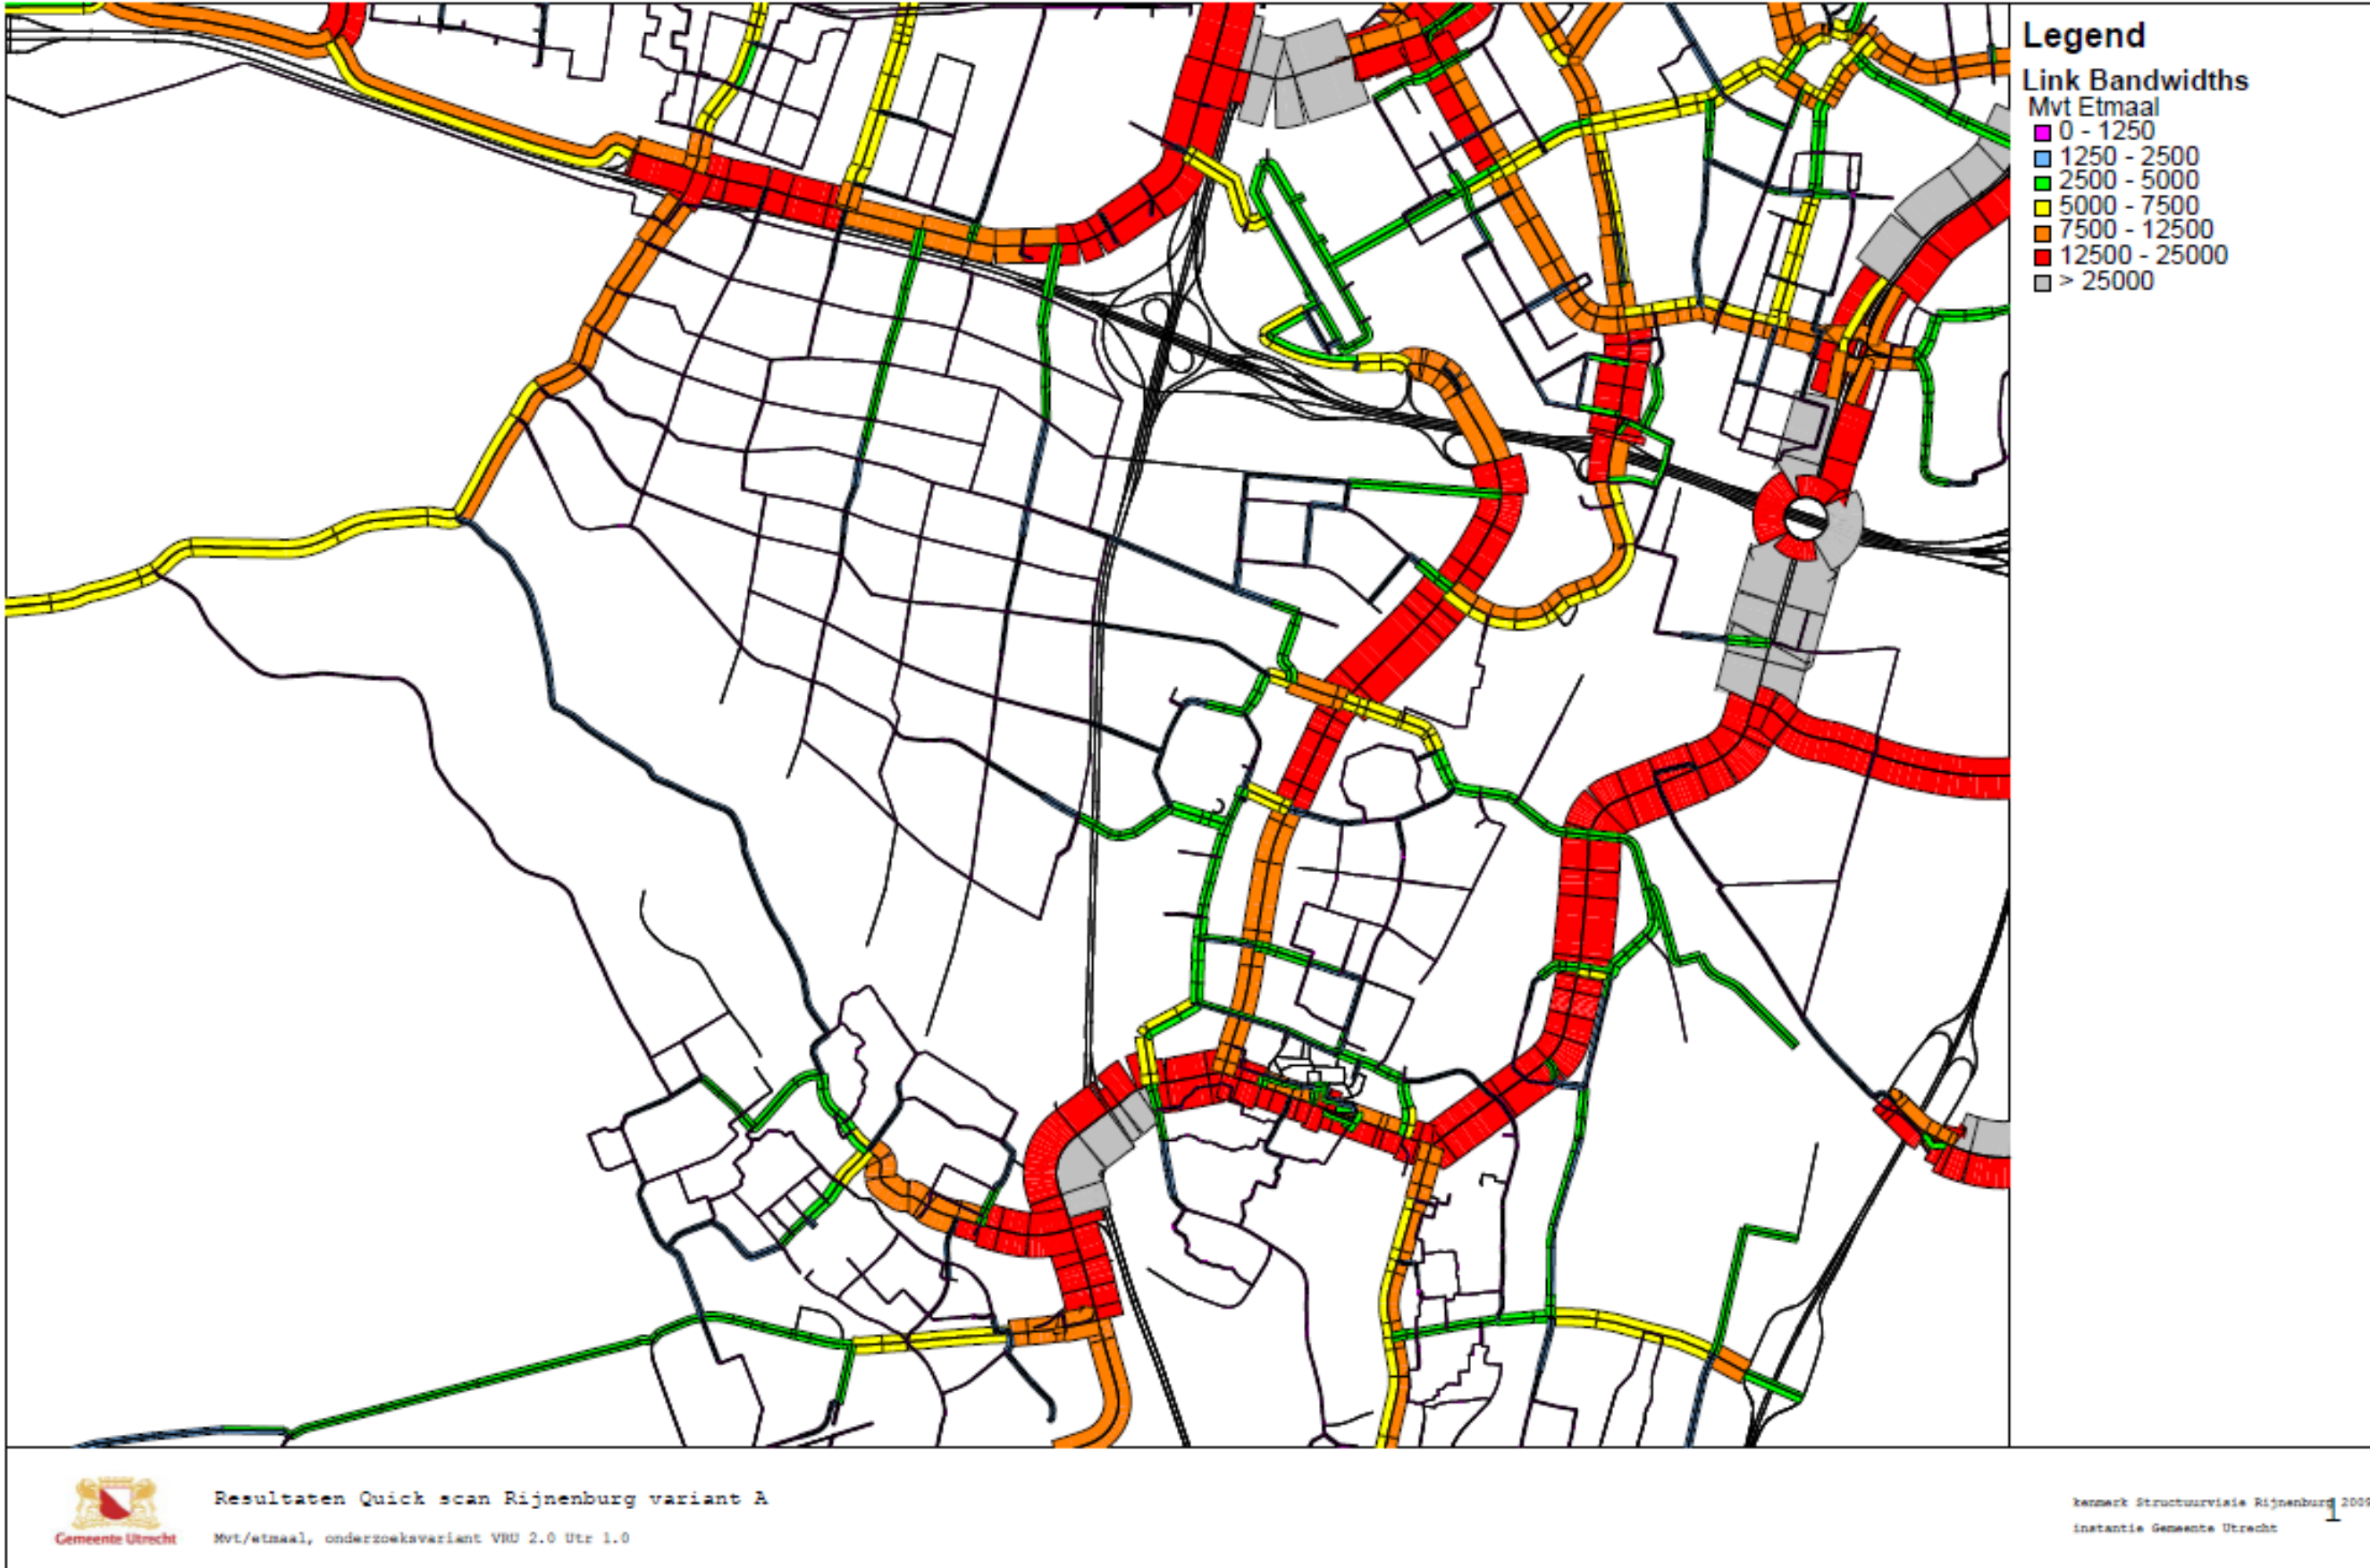 Legend
Link Bandwidths
Mvt Etmaal
0 - 1250
1250 - 2500
2500 - 5000
5000 - 7500
7500 - 12500
12500 - 25000
> 25000
Resultaten Quick scan Rijnenburg variant A
Mvt/etmaal, onderzoeksvariant VRU 2.0 Utr 1.0
Gemeente Utrecht
kenmerk Structuurvisie Rijnenburg 2009
instantie Gemeente Utrecht
1